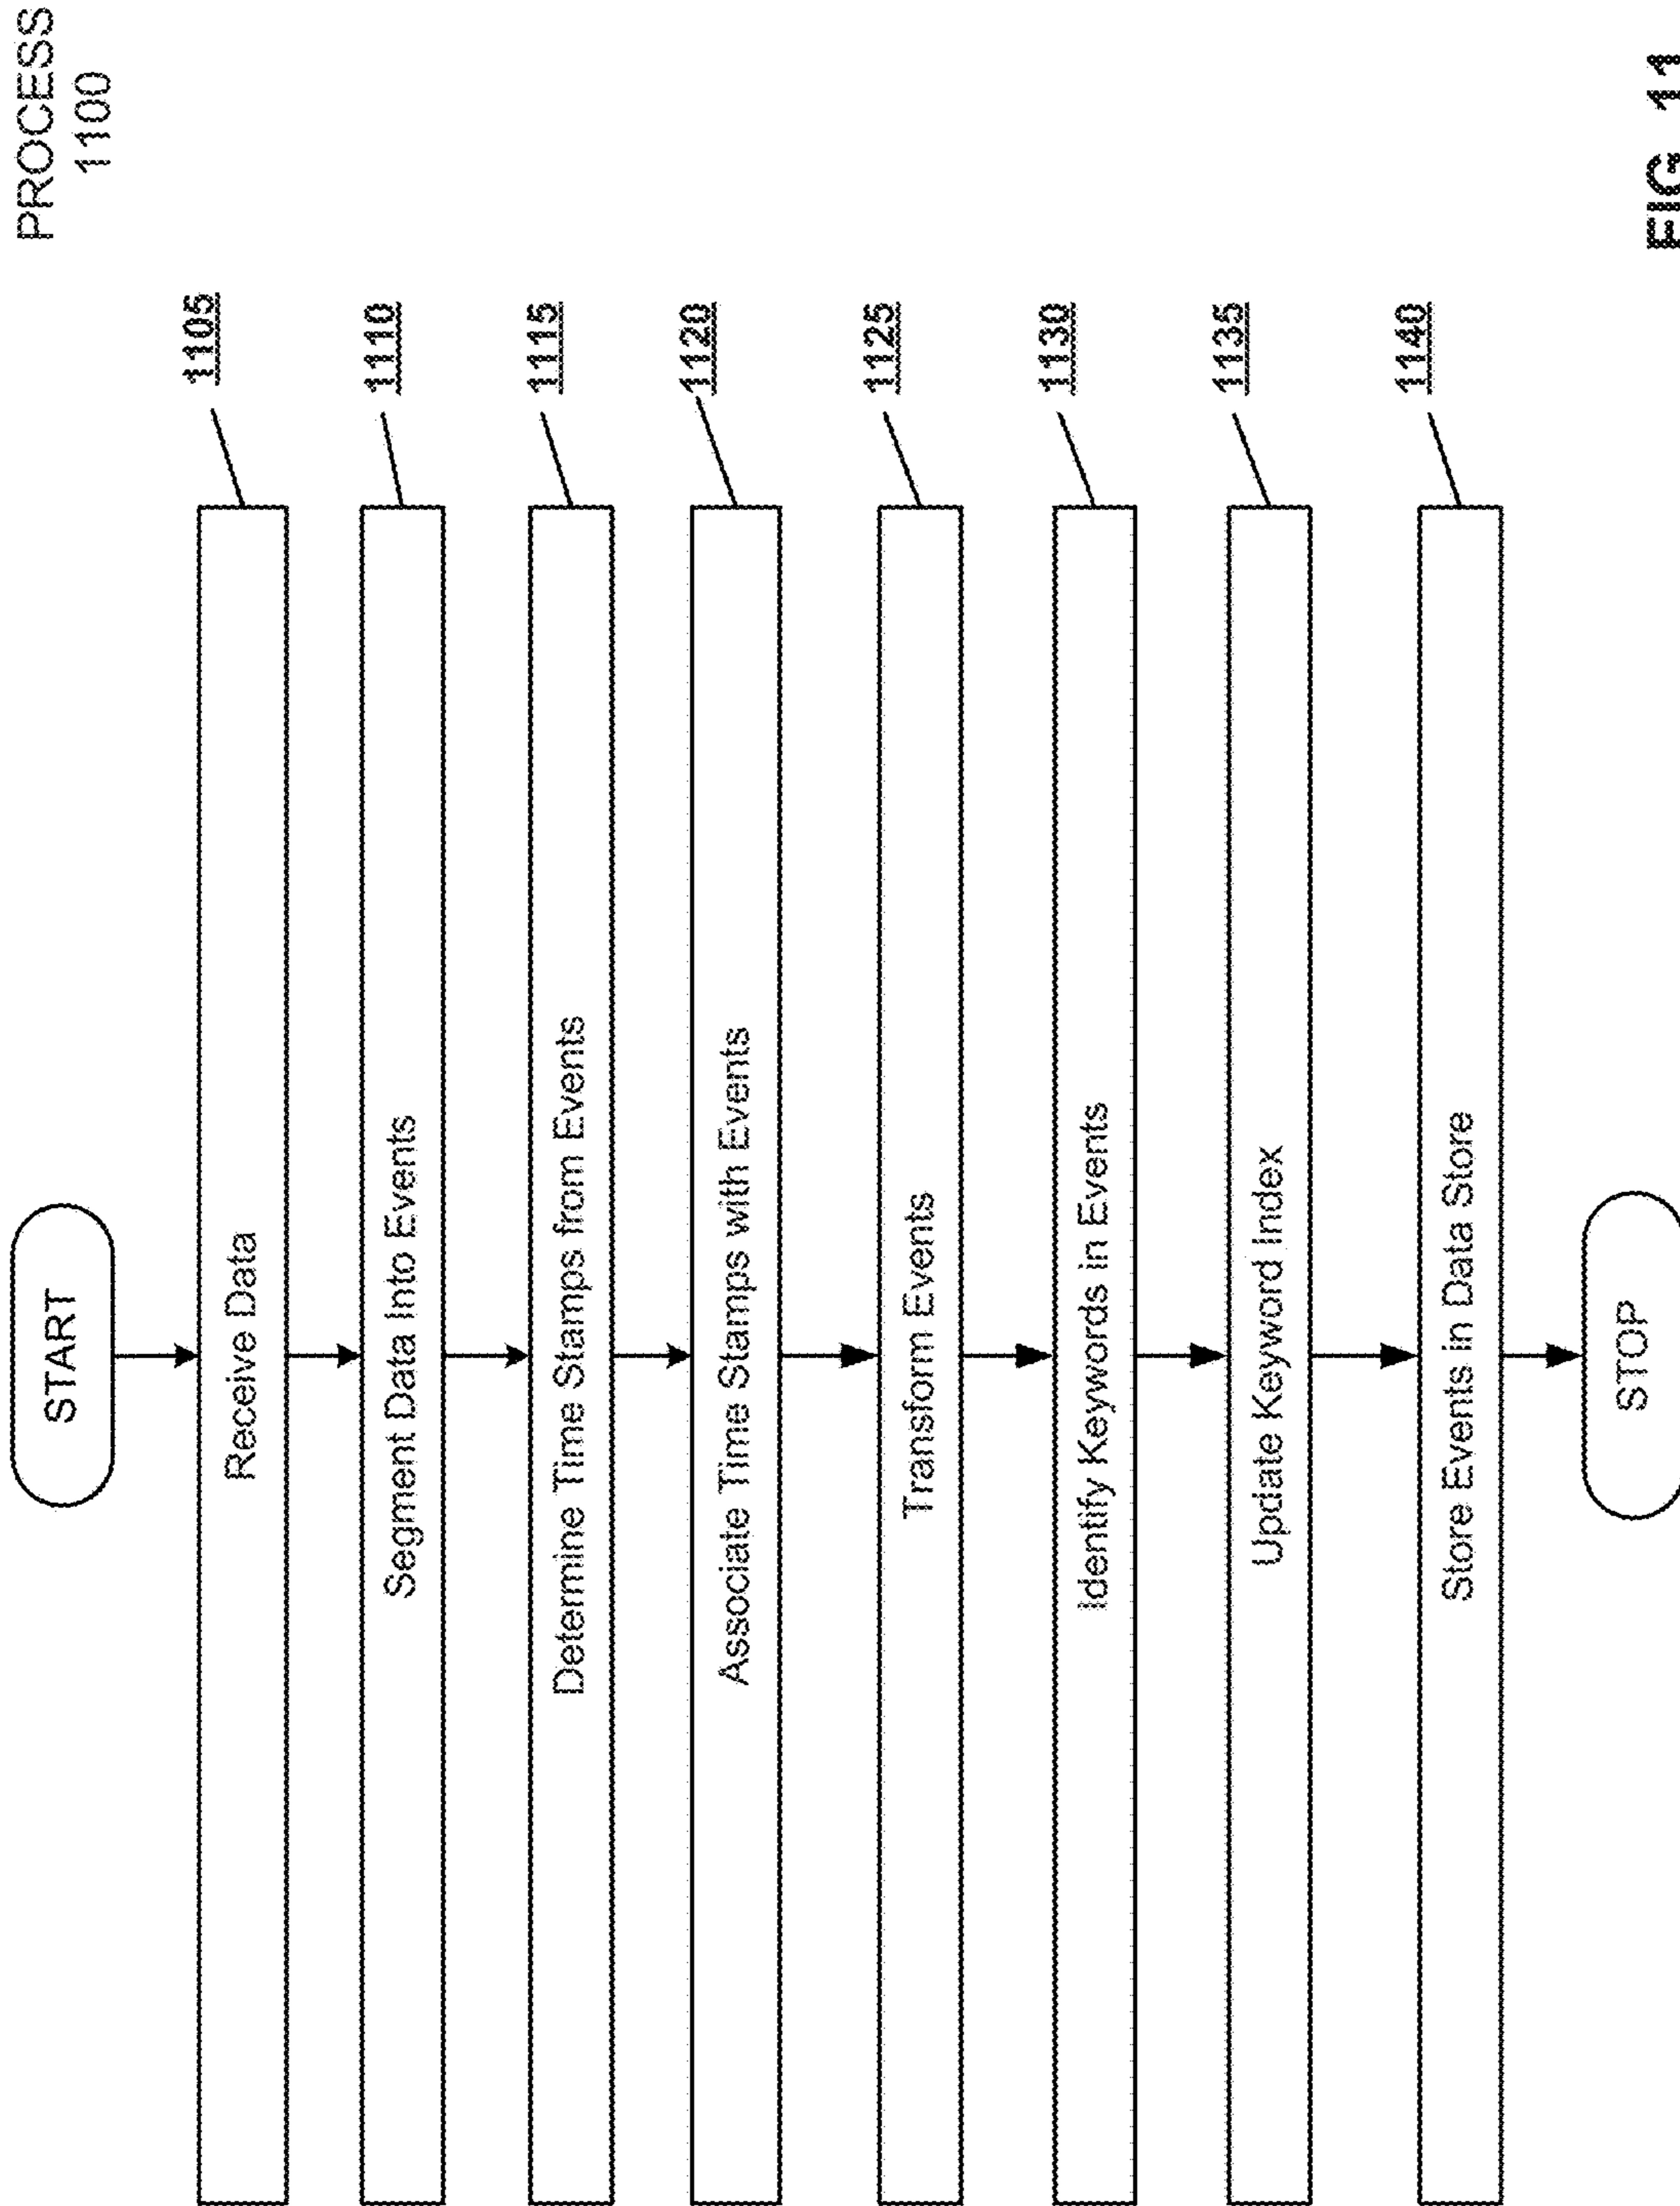 PROCESS
1100
START
Receive Data
1105
Segment Data Into Events
1110
Determine Time Stamps from Events
1115
Associate Time Stamps with Events
1120
Transform Events
1125
Identify Keywords in Events
1130
Update Keyword Index
1135
Store Events in Data Store
1140
STOP
FIG. 11